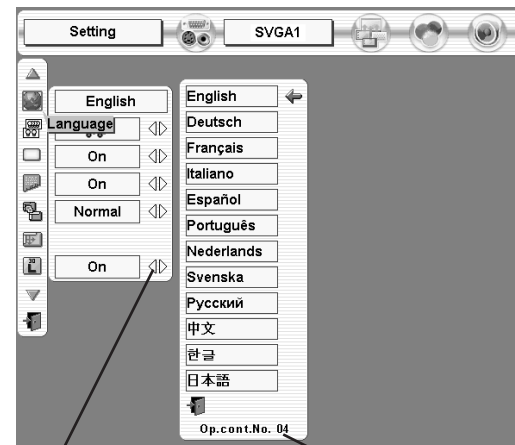 Setting
SVGA1
English
Language
On
On
Normal
On
English
Deutsch
Français
Italiano
Español
Português
Nederlands
Svenska
Русский
中文
한글
日本語
Op.cont.No. 04